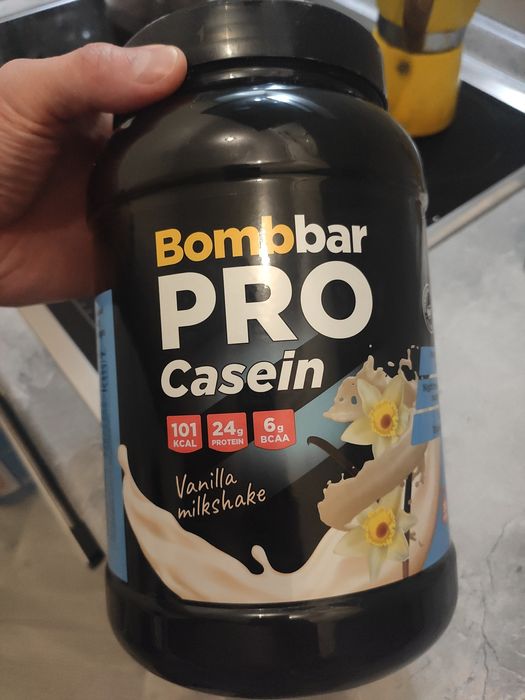 Bombbar
PRO
Casein
101
KCAL
24g
PROTEIN
6g
BCAA
Vanilla
milkshake